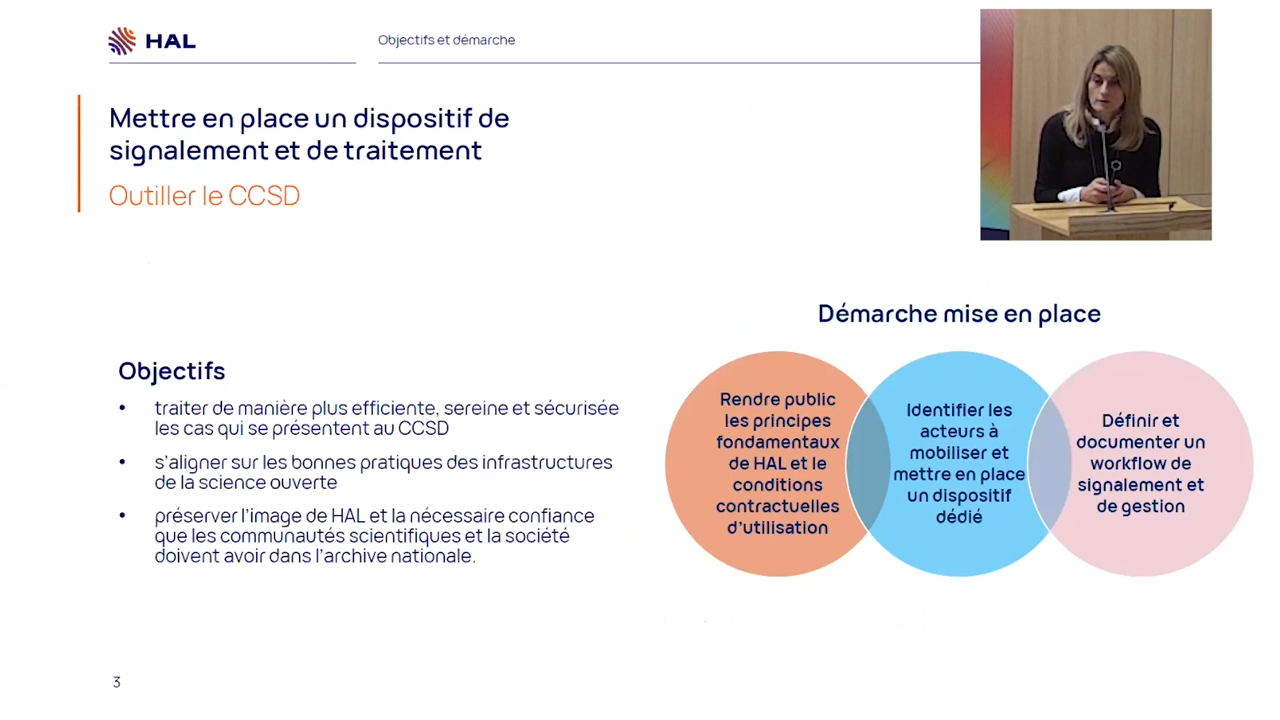 HAL
Objectifs et démarche
Mettre en place un dispositif de
signalement et de traitement
Outiller le CCSD
Objectifs
• traiter de manière plus efficiente, sereine et sécurisée
les cas qui se présentent au CCSD
• s'aligner sur les bonnes pratiques des infrastructures
de la science ouverte
• préserver l'image de HAL et la nécessaire confiance
que les communautés scientifiques et la société
doivent avoir dans l'archive nationale.
Démarche mise en place
Rendre public
les principes
fondamentaux
de HAL et le
conditions
contractuelles
d'utilisation
Identifier les
acteurs à
mobiliser et
mettre en place
un dispositif
dédié
Définir et
documenter un
workflow de
signalement et
de gestion
3